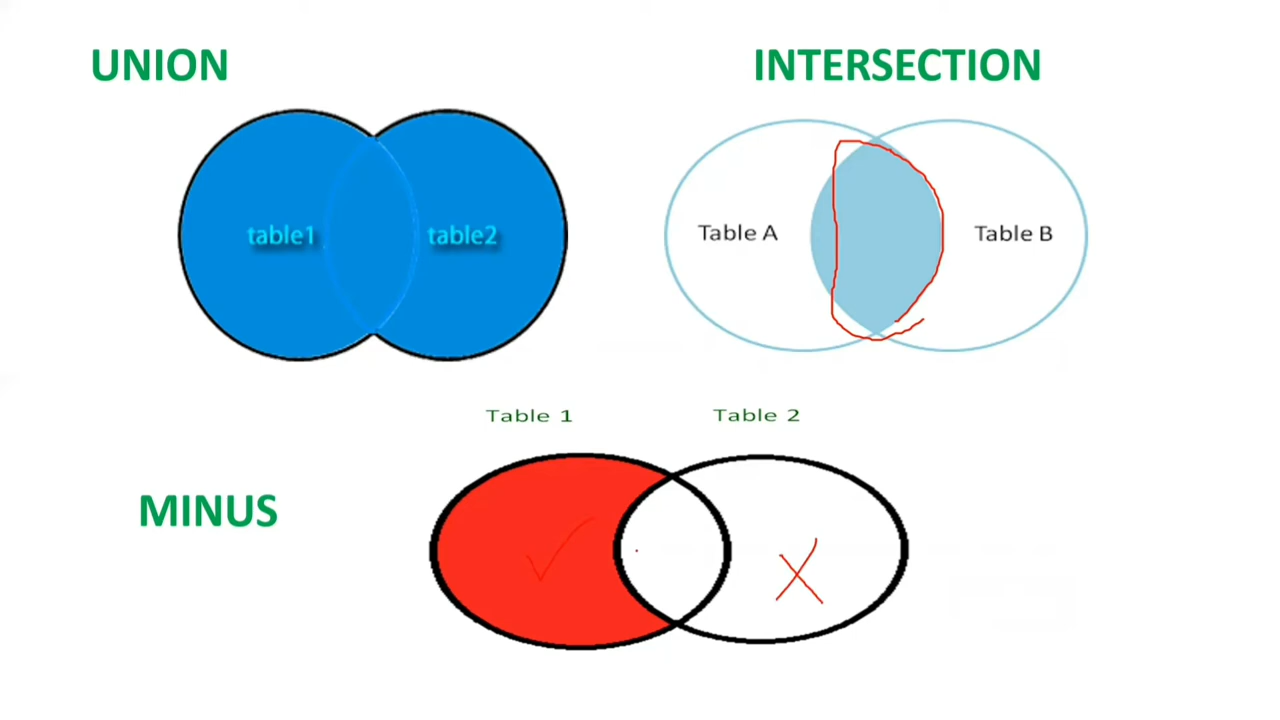 UNION
INTERSECTION
table1
table2
Table A
Table B
Table 1
Table 2
MINUS